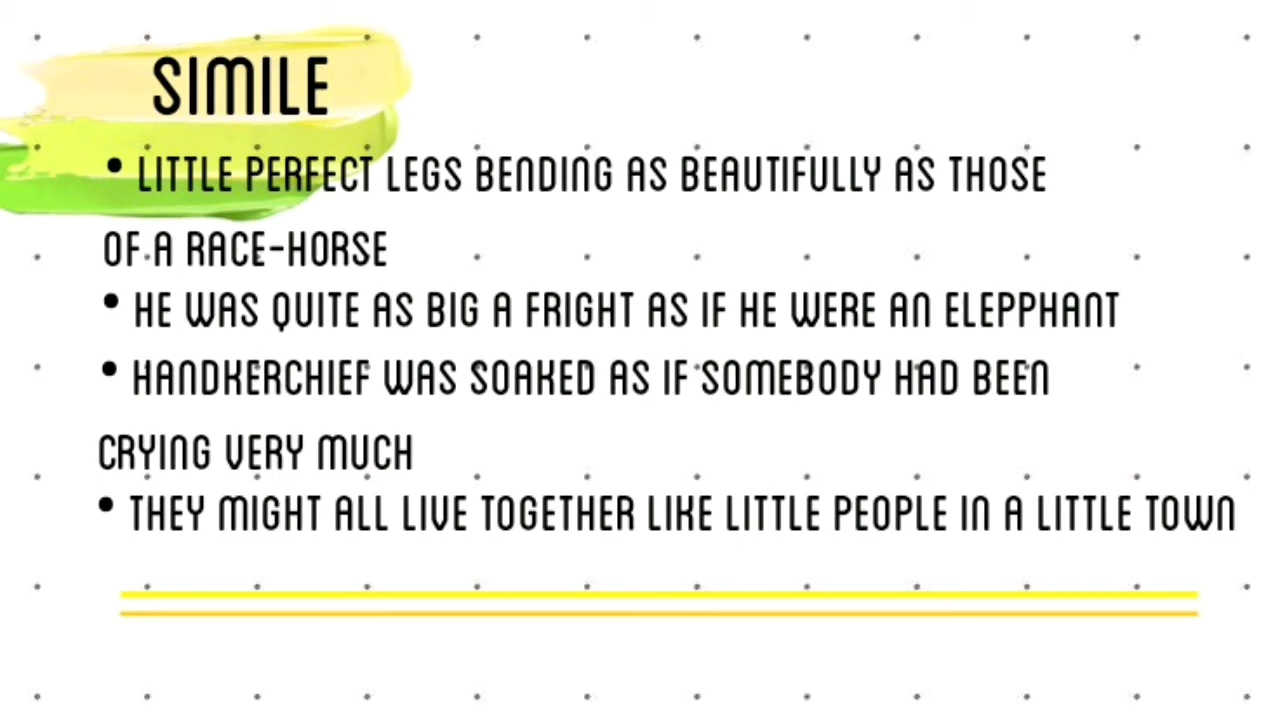 SIMILE
• LITTLE PERFECT LEGS BENDING AS BEAUTIFULLY AS THOSE
OF A RACE-HORSE
• HE WAS QUITE AS BIG A FRIGHT AS IF HE WERE AN ELEPPHANT
• HANDKERCHIEF WAS SOAKED AS IF SOMEBODY HAD BEEN
CRYING VERY MUCH
• THEY MIGHT ALL LIVE TOGETHER LIKE LITTLE PEOPLE IN A LITTLE TOWN